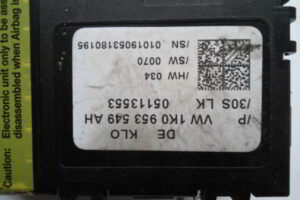 DE KLO
VW 1K0 953 549 AH
/P
/30S LK 05113553
/HW 034
/SW 0070
/SN 01019053180195
Caution: Electronic unit only to be
disassembled when Airbag